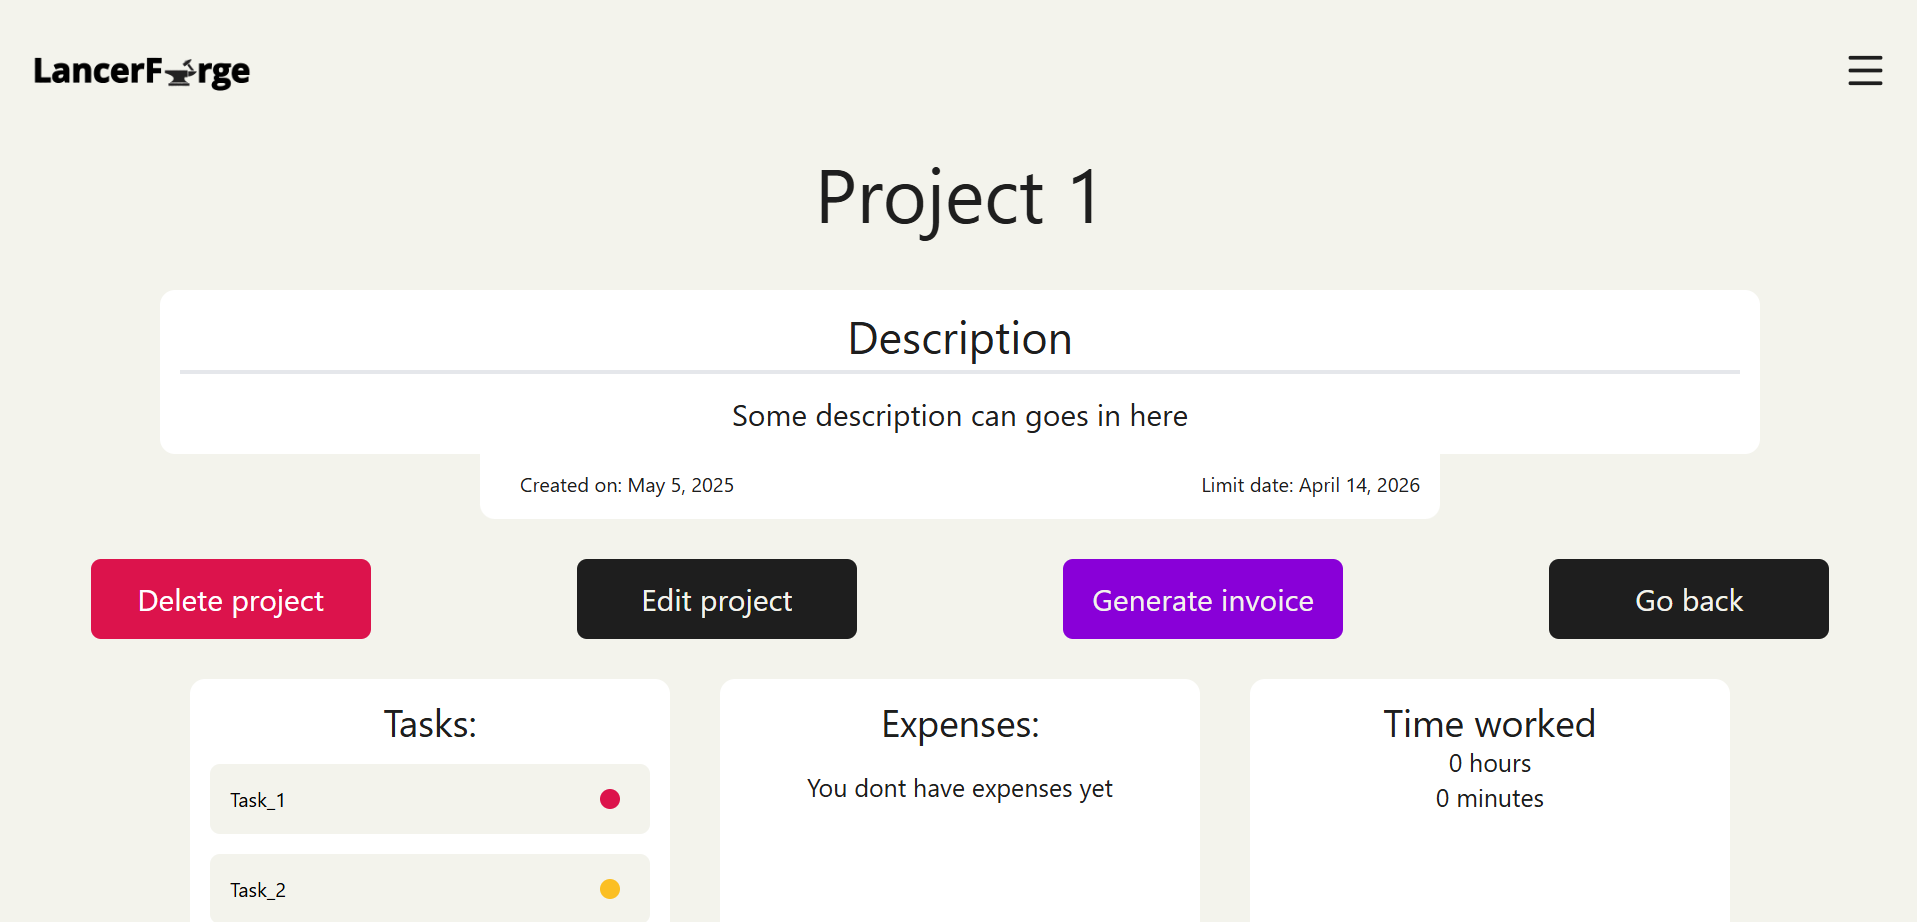 LancerForge
Project 1
Description
Some description can goes in here
Created on: May 5, 2025
Limit date: April 14, 2026
Delete project
Edit project
Generate invoice
Go back
Tasks:
Task_1
Task_2
Expenses:
You dont have expenses yet
Time worked
0 hours
0 minutes